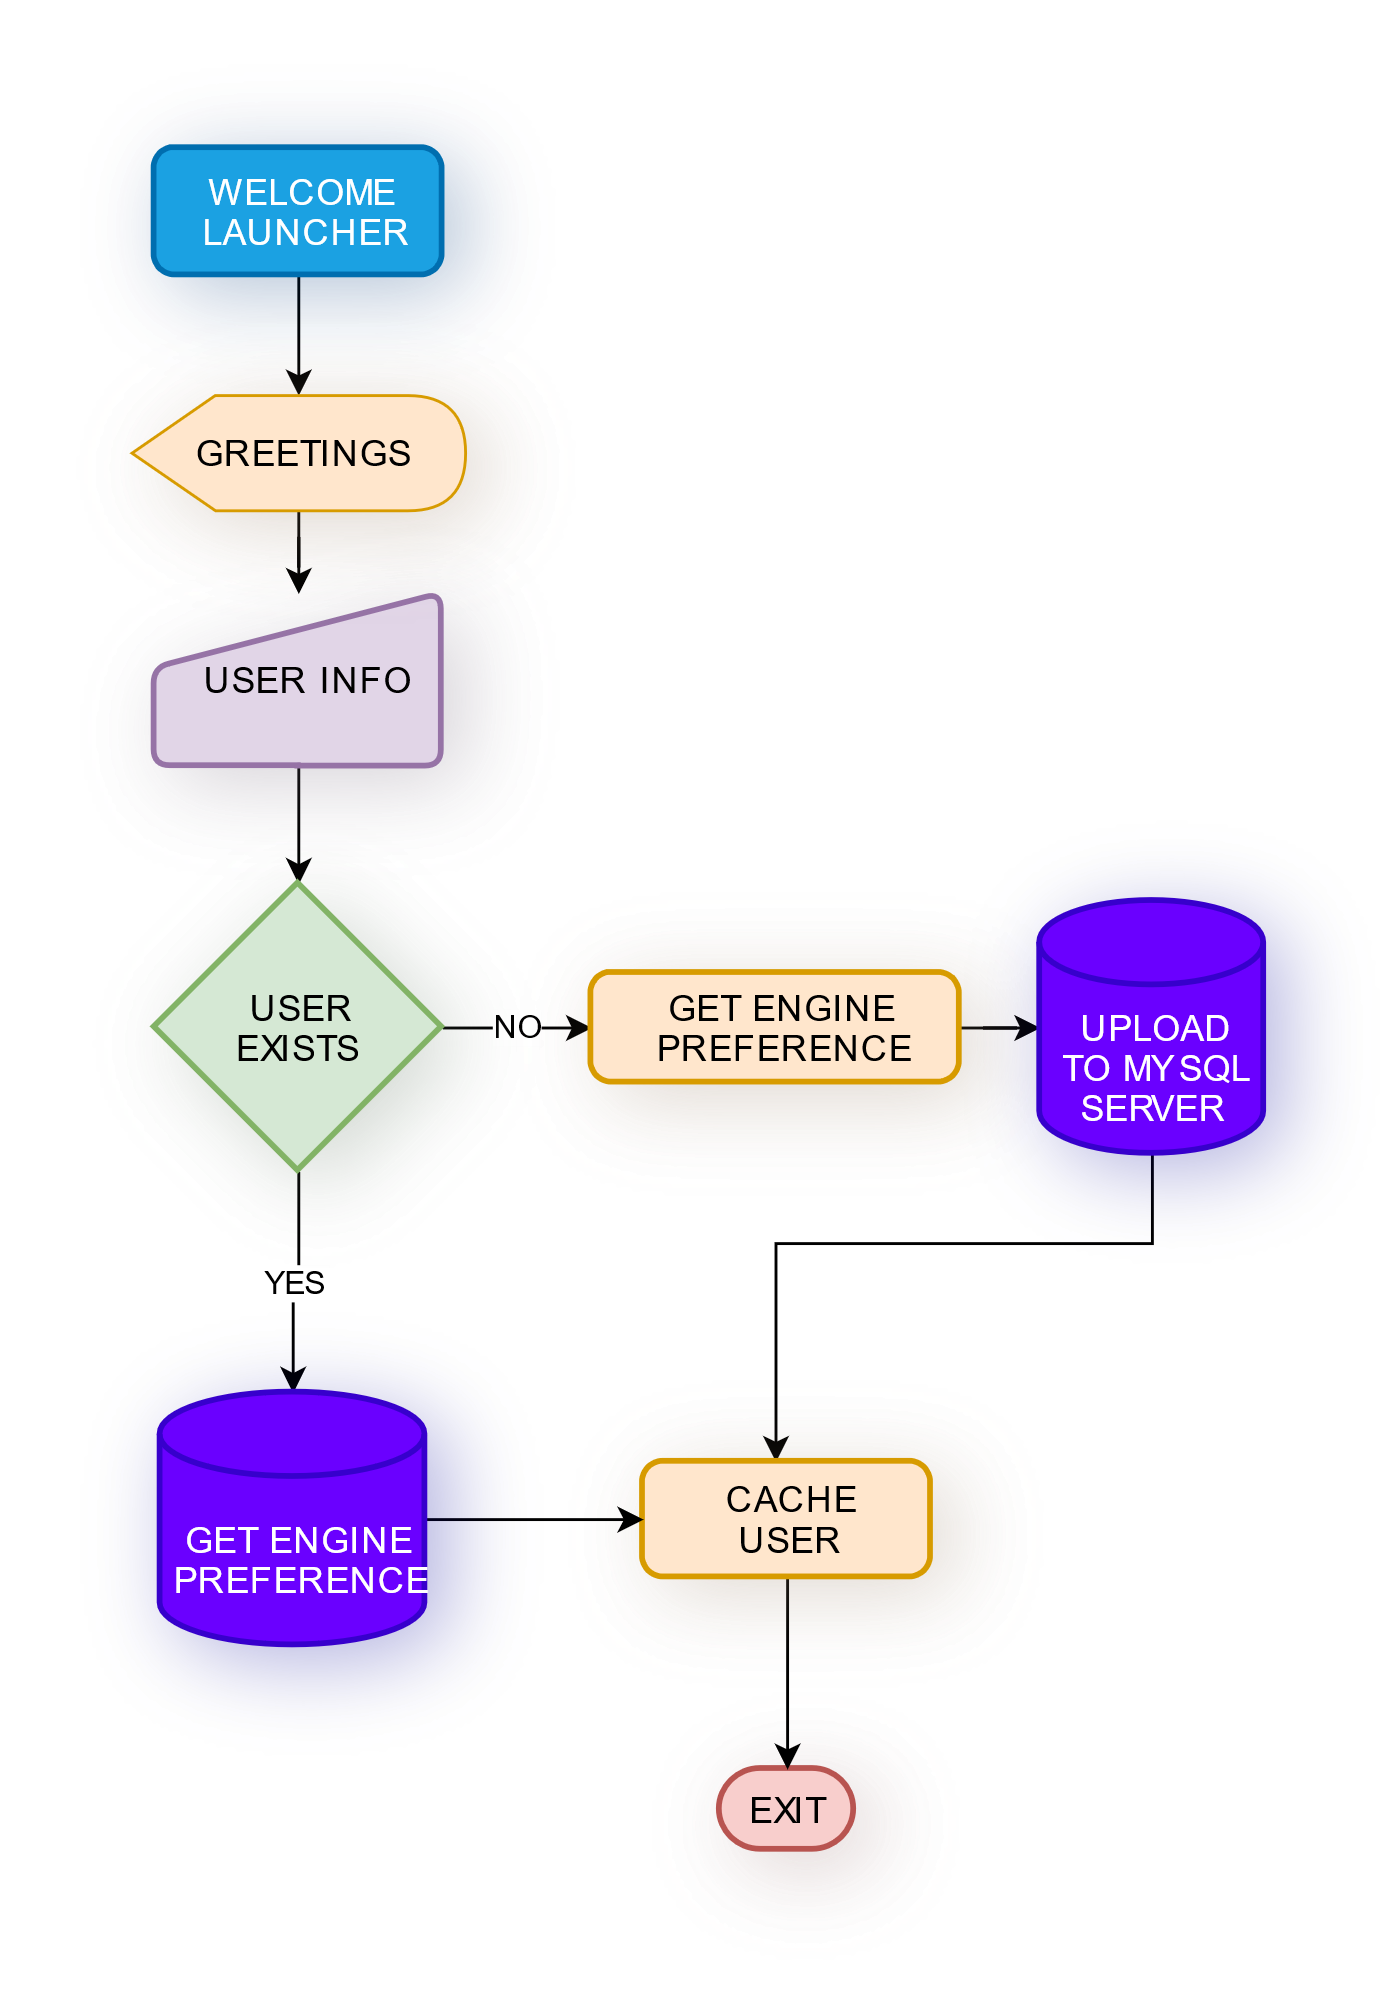 WELCOME
LAUNCHER
GREETINGS
USER INFO
USER
EXISTS
NO
GET ENGINE
PREFERENCE
UPLOAD
TO MYSQL
SERVER
YES
GET ENGINE
PREFERENCE
CACHE
USER
EXIT